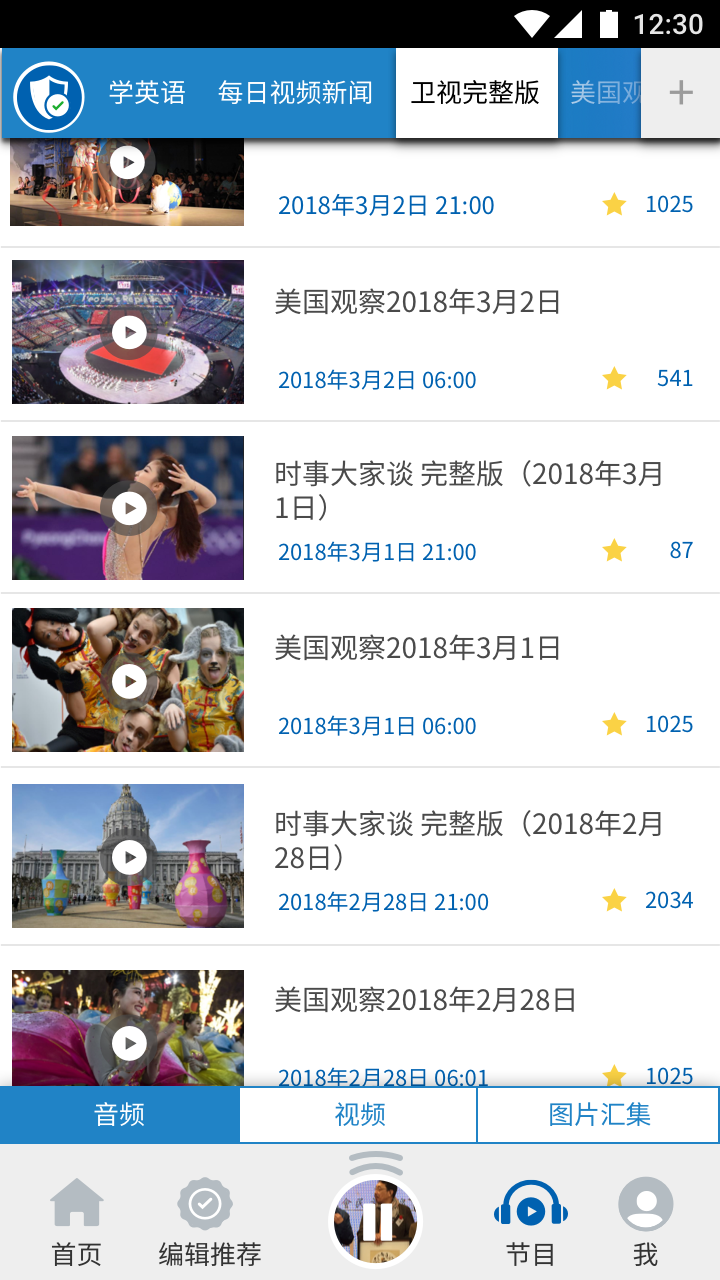 12:30
学英语
每日视频新闻
卫视完整版
美国观
2018年3月2日 21:00
1025
美国观察2018年3月2日
2018年3月2日 06:00
541
时事大家谈 完整版（2018年3月
1日）
2018年3月1日 21:00
87
美国观察2018年3月1日
2018年3月1日 06:00
1025
时事大家谈 完整版（2018年2月
28日）
2018年2月28日 21:00
2034
美国观察2018年2月28日
2018年2月28日 06:01
1025
音频
视频
图片汇集
首页
编辑推荐
节目
我